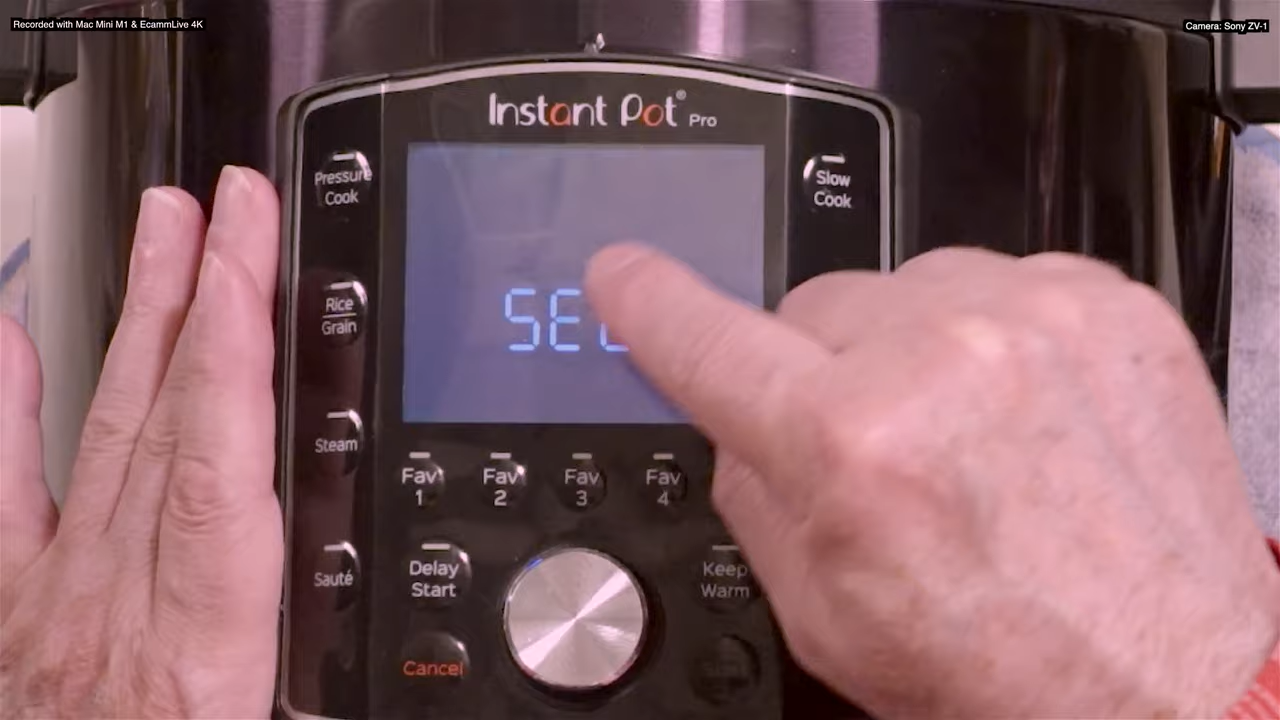 Recorded with Mac Mini M1 & EcammLive 4K
Camera: Sony ZV-1
Instant Pot® Pro
Pressure
Cook
Slow
Cook
Rice
Grain
Steam
Fav
1
Fav
2
Fav
3
Fav
4
Sauté
Delay
Start
Keep
Warm
Cancel